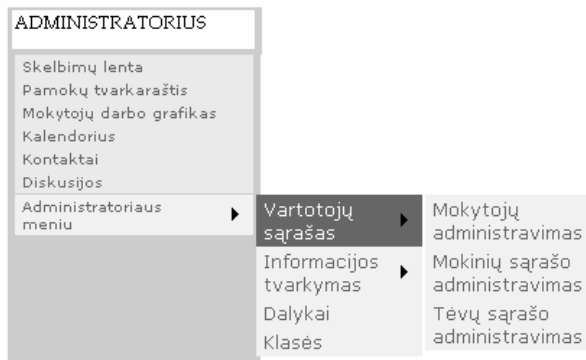 ADMINISTRATORIUS
Skelbimų lenta
Pamokų tvarkaraštis
Mokytojų darbo grafikas
Kalendorius
Kontaktai
Diskusijos
Administratoriaus
meniu
Vartotojų
sąrašas
Informacijos
tvarkymas
Dalykai
Klasės
Mokytojų
administravimas
Mokinių sąrašo
administravimas
Tėvų sąrašo
administravimas